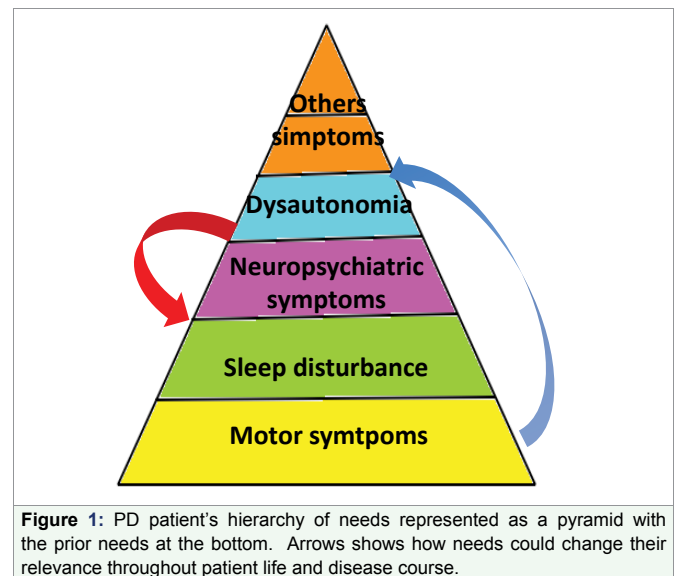 Others
simptoms
Dysautonomia
Neuropsychiatric
symptoms
Sleep disturbance
Motor symtpoms
Figure 1: PD patient's hierarchy of needs represented as a pyramid with
the prior needs at the bottom. Arrows shows how needs could change their
relevance throughout patient life and disease course.